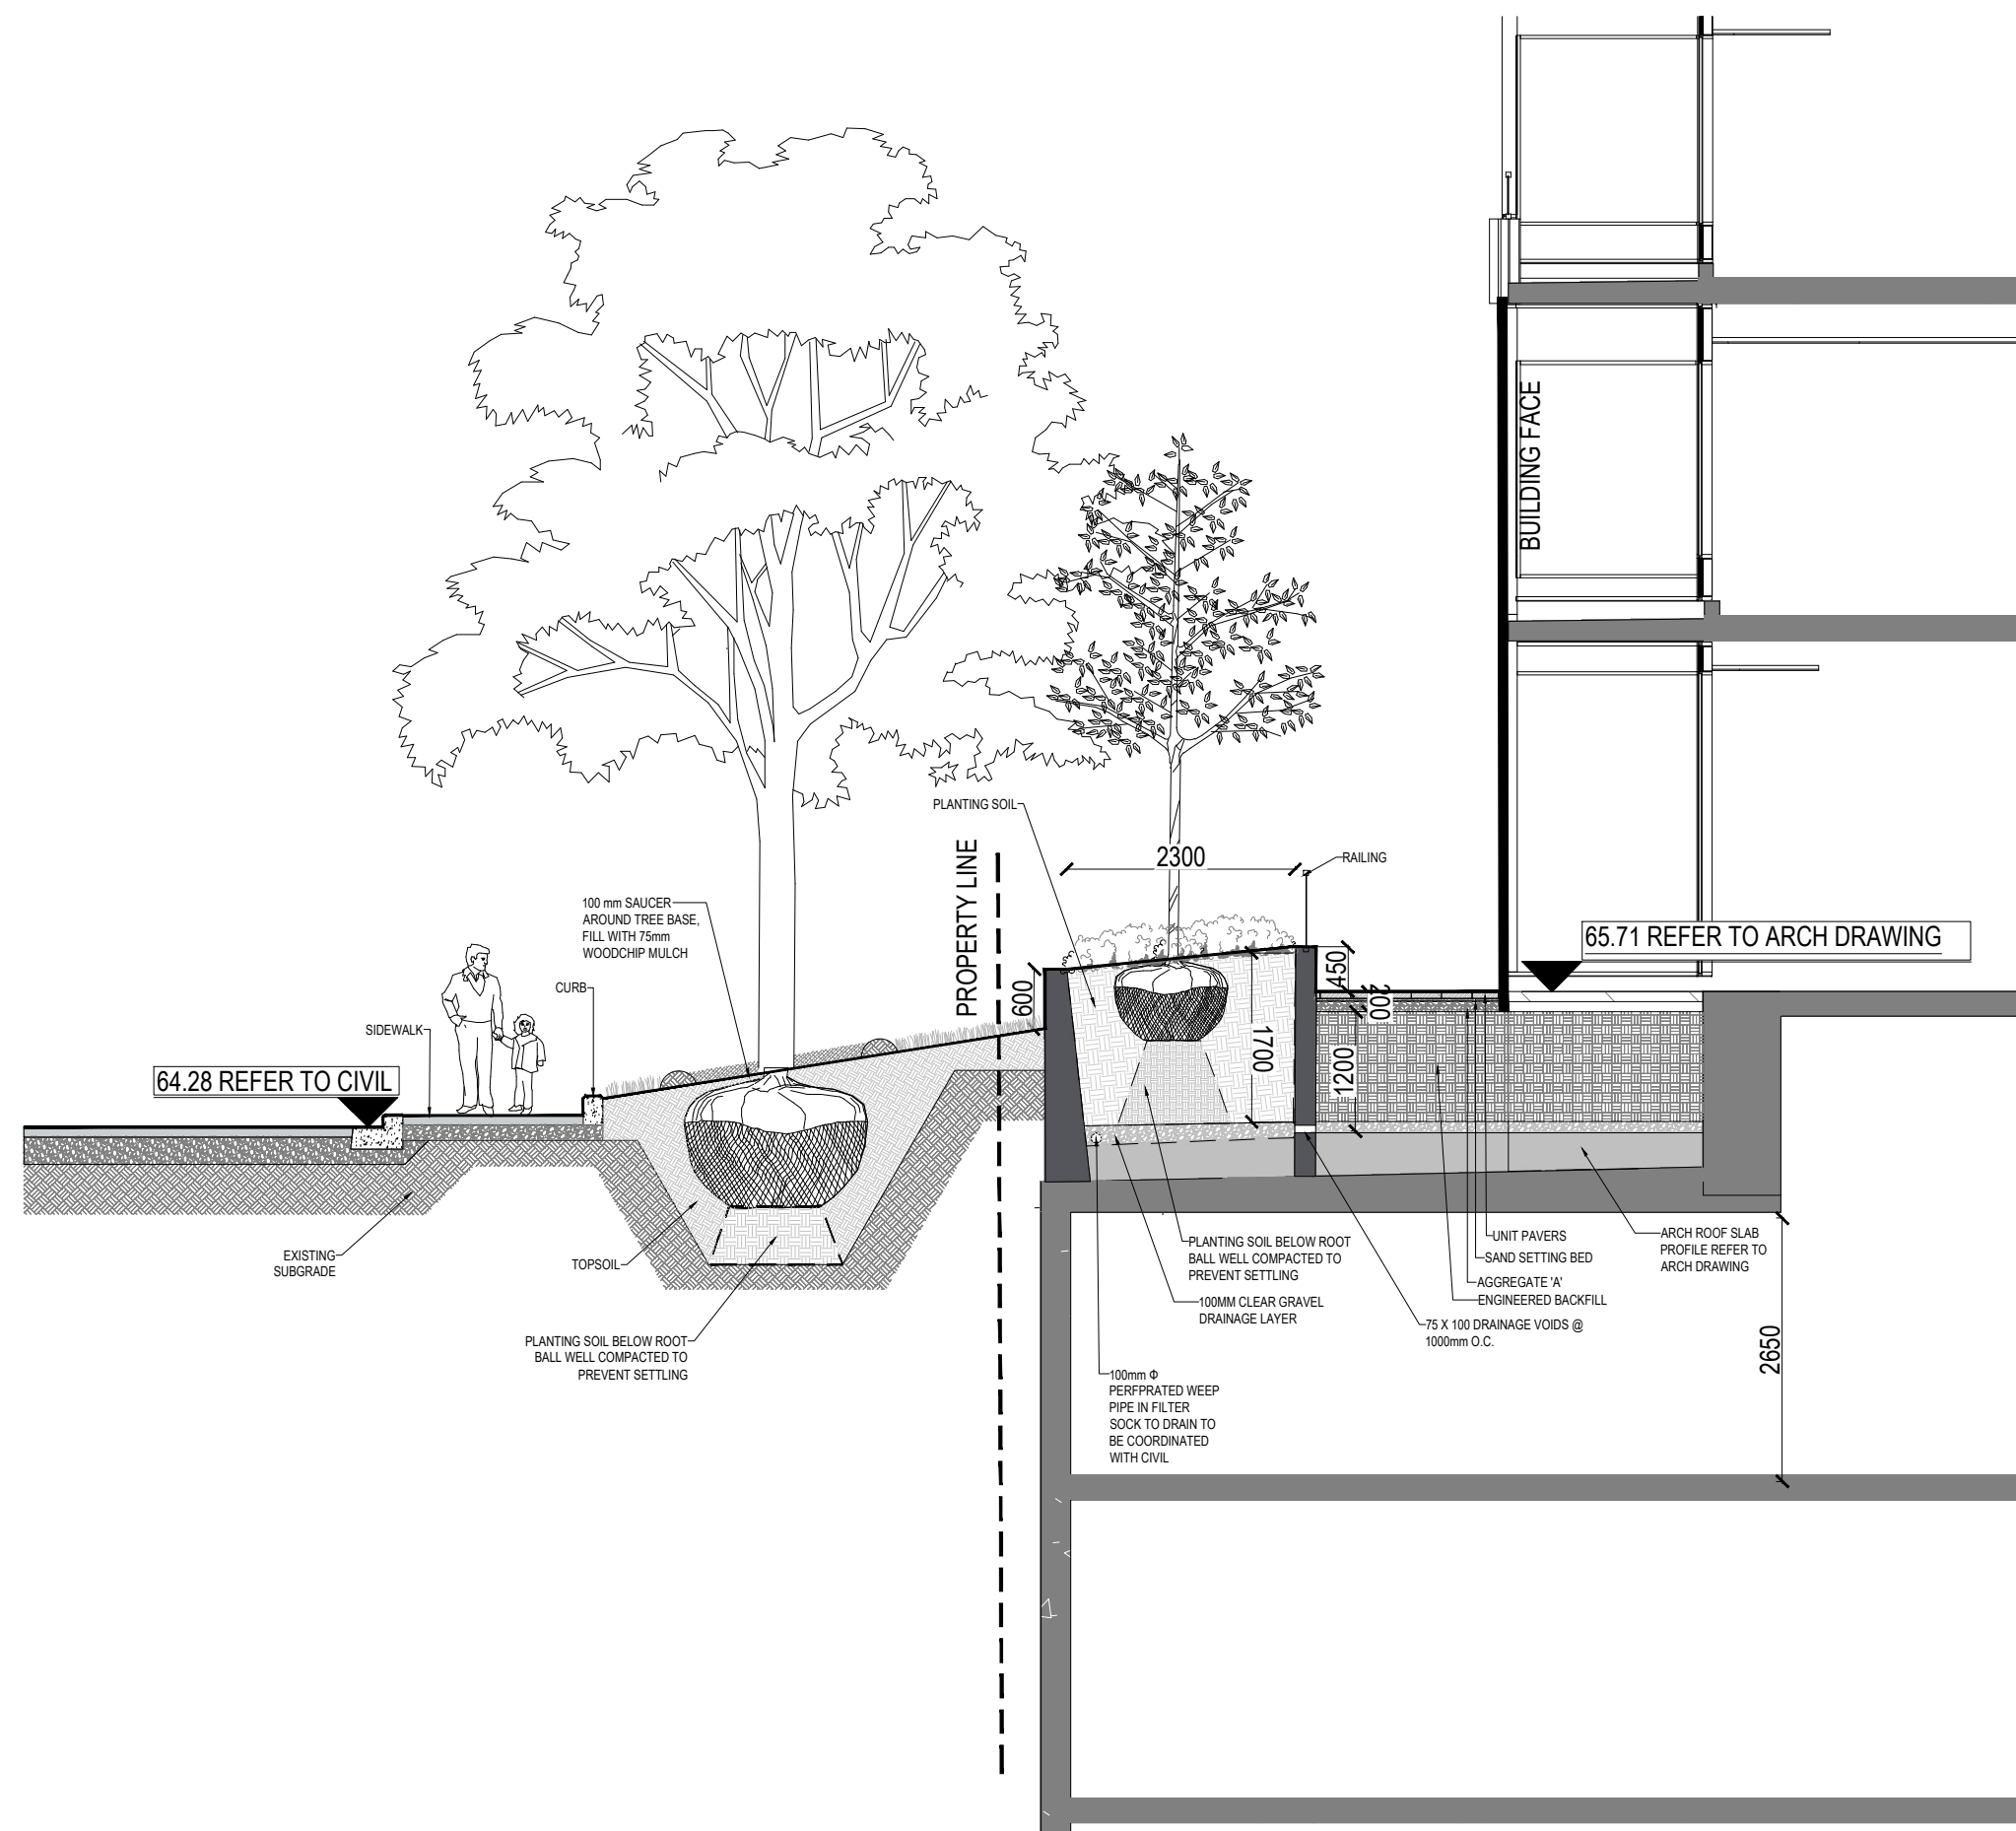 BUILDING FACE
PLANTING SOIL
PROPERTY LINE
2300
RAILING
100 mm SAUCER
AROUND TREE BASE,
FILL WITH 75mm
WOODCHIP MULCH
65.71 REFER TO ARCH DRAWING
CURB
600
450
200
SIDEWALK
1700
1200
64.28 REFER TO CIVIL
EXISTING
SUBGRADE
TOPSOIL
PLANTING SOIL BELOW ROOT
BALL WELL COMPACTED TO
PREVENT SETTLING
PLANTING SOIL BELOW ROOT
BALL WELL COMPACTED TO
PREVENT SETTLING
100MM CLEAR GRAVEL
DRAINAGE LAYER
100mm Φ
PERFPRATED WEEP
PIPE IN FILTER
SOCK TO DRAIN TO
BE COORDINATED
WITH CIVIL
UNIT PAVERS
SAND SETTING BED
AGGREGATE 'A'
ENGINEERED BACKFILL
75 X 100 DRAINAGE VOIDS @
1000mm O.C.
ARCH ROOF SLAB
PROFILE REFER TO
ARCH DRAWING
2650